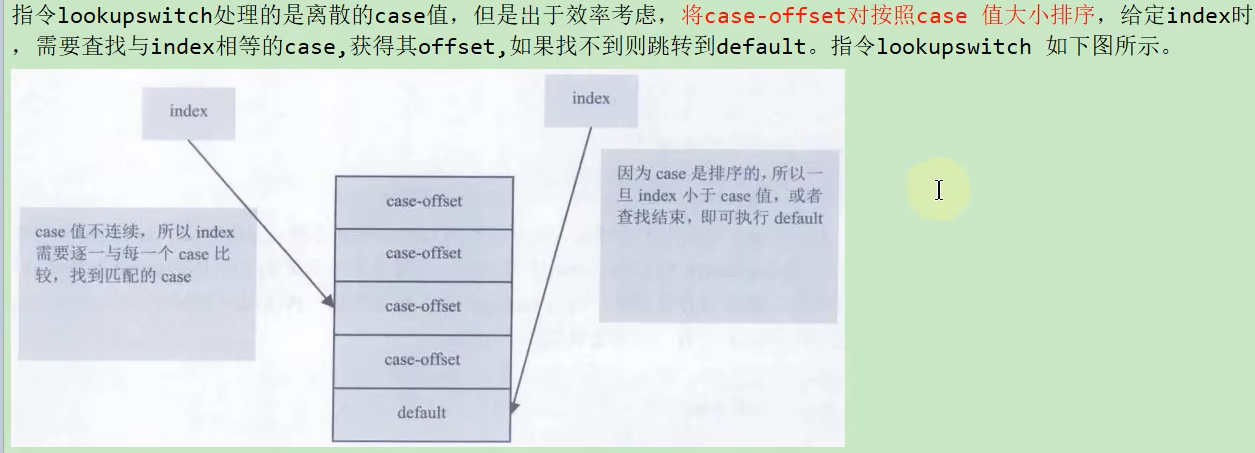 指令lookupswitch处理的是离散的case值，但是出于效率考虑，将case-offset对按照case 值大小排序，给定index时
，需要查找与index相等的case,获得其offset,如果找不到则跳转到default。指令lookupswitch 如下图所示。
index
index
因为 case 是排序的，所以一
旦 index 小于 case 值，或者
查找结束，即可执行 default
case-offset
case 值不连续，所以 index
需要逐一与每一个 case 比
较，找到匹配的 case
case-offset
case-offset
case-offset
default